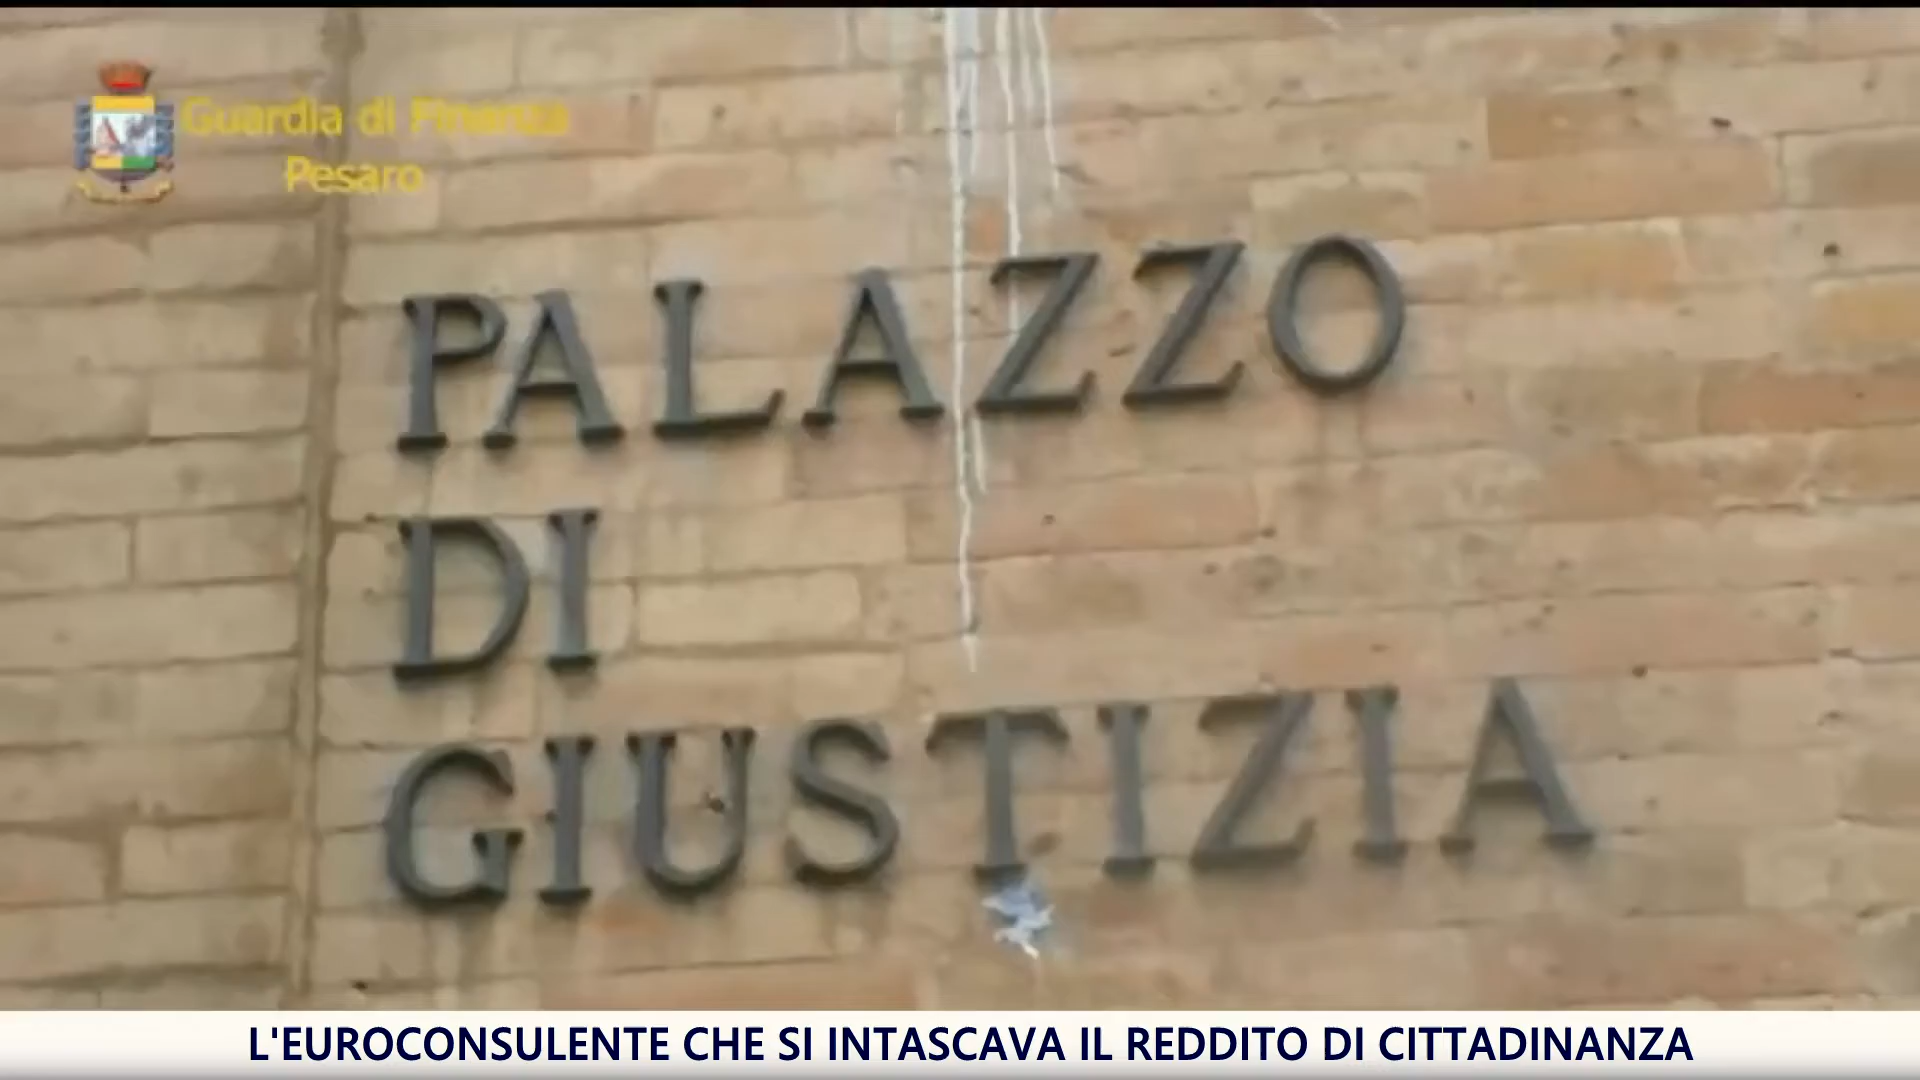 Guardia di Finanza
Pesaro
PALAZZO
DI
GIUSTIZIA
L'EUROCONSULENTE CHE SI INTASCAVA IL REDDITO DI CITTADINANZA